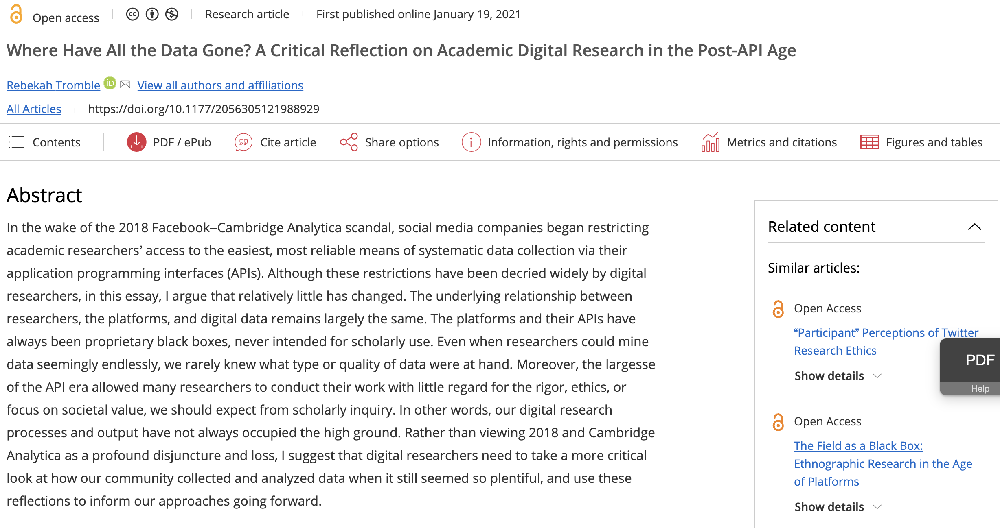 Open access
Research article
First published online January 19, 2021
Where Have All the Data Gone? A Critical Reflection on Academic Digital Research in the Post-API Age
Rebekah Tromble iD View all authors and affiliations
All Articles
https://doi.org/10.1177/2056305121988929
Contents
PDF / ePub
Cite article
Share options
Information, rights and permissions
Metrics and citations
Figures and tables
Abstract
In the wake of the 2018 Facebook–Cambridge Analytica scandal, social media companies began restricting
academic researchers’ access to the easiest, most reliable means of systematic data collection via their
application programming interfaces (APIs). Although these restrictions have been decried widely by digital
researchers, in this essay, I argue that relatively little has changed. The underlying relationship between
researchers, the platforms, and digital data remains largely the same. The platforms and their APIs have
always been proprietary black boxes, never intended for scholarly use. Even when researchers could mine
data seemingly endlessly, we rarely knew what type or quality of data were at hand. Moreover, the largesse
of the API era allowed many researchers to conduct their work with little regard for the rigor, ethics, or
focus on societal value, we should expect from scholarly inquiry. In other words, our digital research
processes and output have not always occupied the high ground. Rather than viewing 2018 and Cambridge
Analytica as a profound disjuncture and loss, I suggest that digital researchers need to take a more critical
look at how our community collected and analyzed data when it still seemed so plentiful, and use these
reflections to inform our approaches going forward.
Related content
Similar articles:
Open Access
“Participant” Perceptions of Twitter
Research Ethics
Show details
PDF
Help
Open Access
The Field as a Black Box:
Ethnographic Research in the Age
of Platforms
Show details